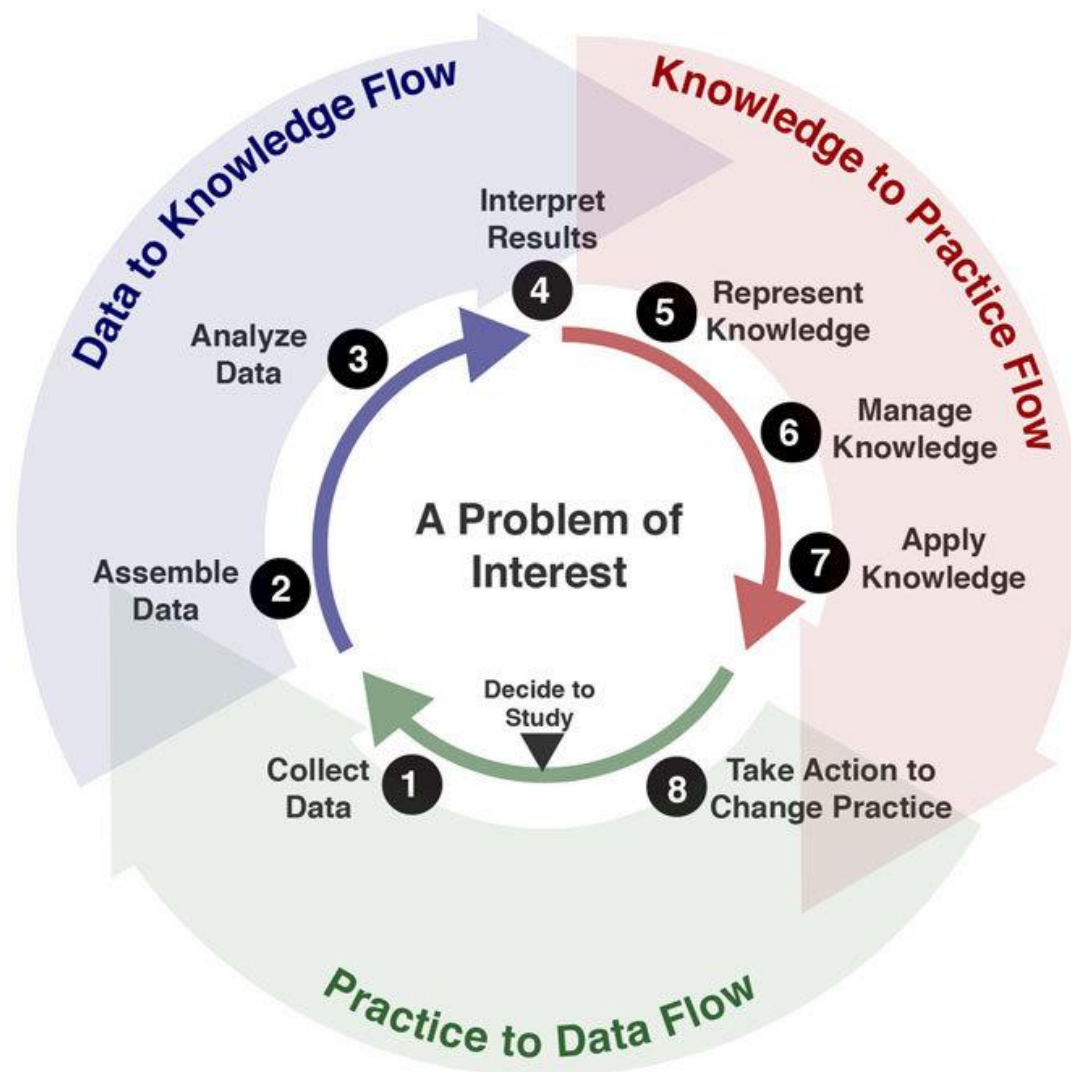 Data to Knowledge Flow
Knowledge to Practice Flow
Interpret
Results
4
5
Represent
Knowledge
Analyze
Data
3
6
Manage
Knowledge
A Problem of
Interest
7
Apply
Knowledge
Assemble
Data
2
Decide to
Study
Collect
Data
1
8
Take Action to
Change Practice
Practice to Data Flow